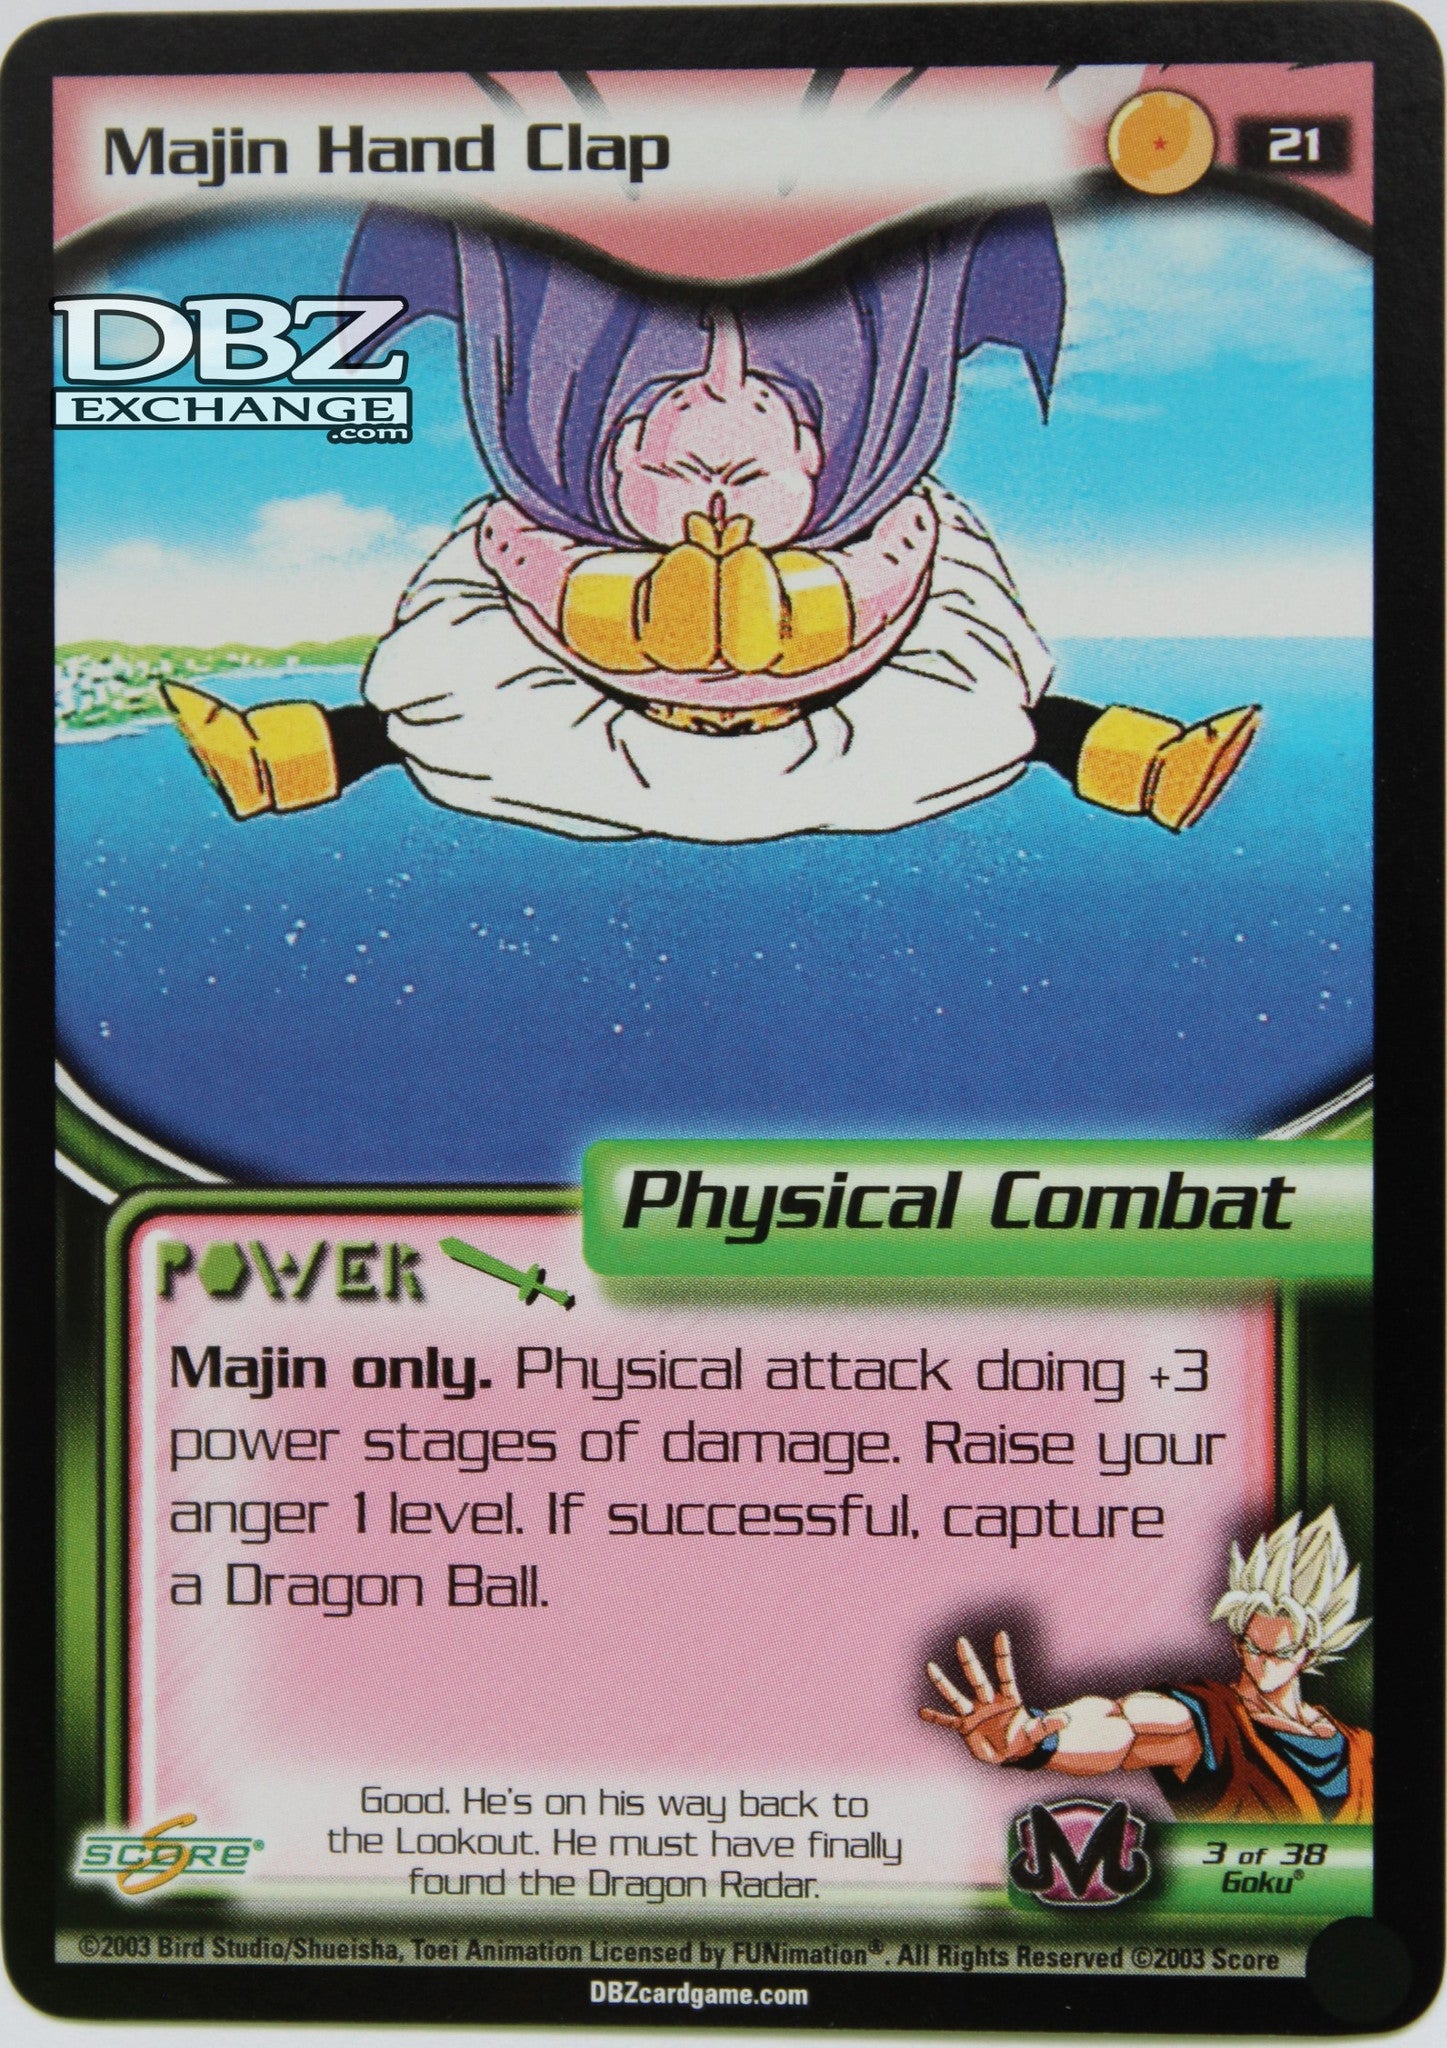 Majin Hand Clap
21
DBZ
EXCHANGE
.com
Physical Combat
POWER
Majin only. Physical attack doing +3
power stages of damage. Raise your
anger 1 level. If successful, capture
a Dragon Ball.
Good. He's on his way back to
the Lookout. He must have finally
found the Dragon Radar.
SCORE®
M
3 of 38
Goku®
©2003 Bird Studio/Shueisha, Toei Animation Licensed by FUNimation®. All Rights Reserved ©2003 Score
DBZcardgame.com